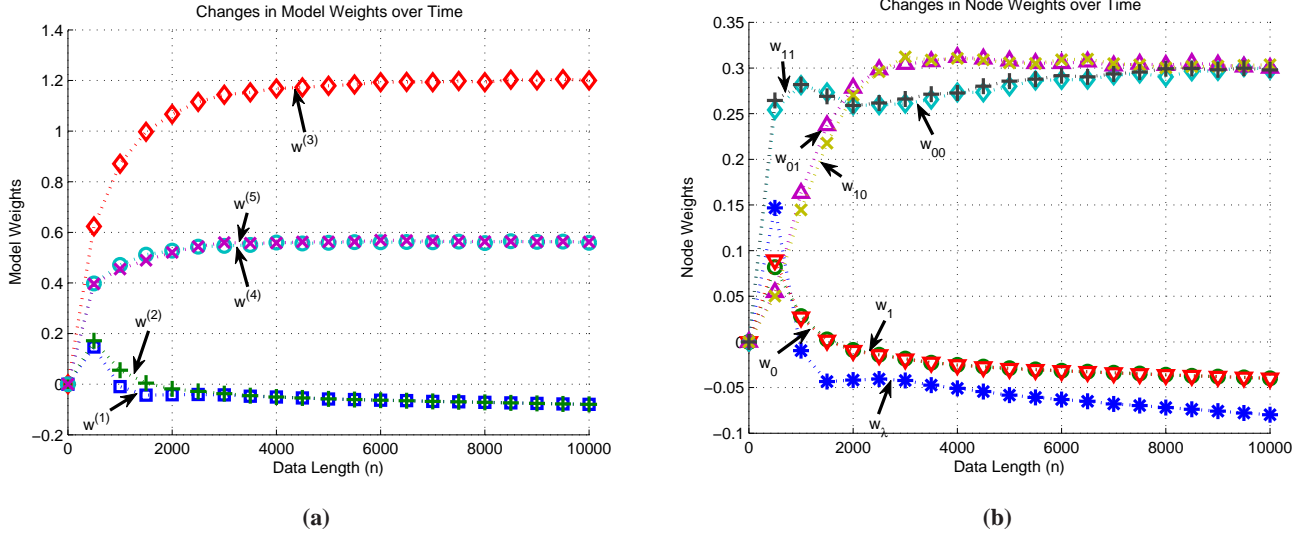 Changes in Model Weights over Time
1.4
1.2
1
0.8
0.6
0.4
0.2
0
−0.2
Model Weights
w(3)
w(5)
w(4)
w(2)
w(1)
0 2000 4000 6000 8000 10000
Data Length (n)
(a)
Changes in Node Weights over Time
0.35
0.3
0.25
0.2
0.15
0.1
0.05
0
−0.05
−0.1
Node Weights
w11
w01
w00
w10
w1
w0
wλ
0 2000 4000 6000 8000 10000
Data Length (n)
(b)